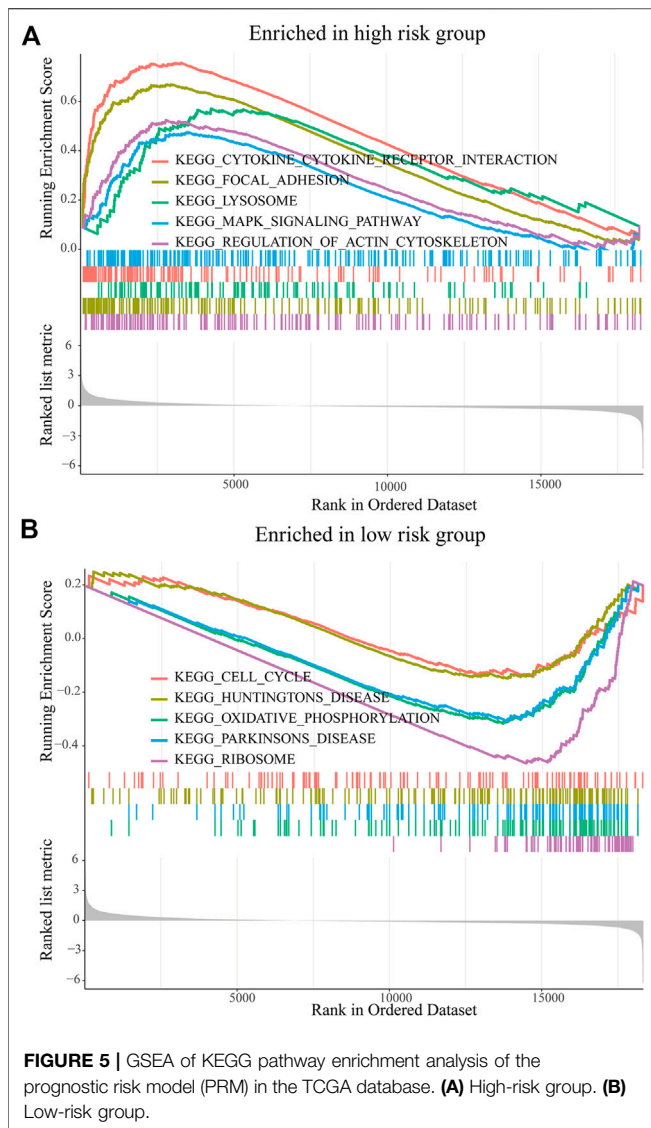 A
Enriched in high risk group
Running Enrichment Score
0.6
0.4
0.2
0.0
KEGG_CYTOKINE_CYTOKINE_RECEPTOR_INTERACTION
KEGG_FOCAL_ADHESION
KEGG_LYSOSOME
KEGG_MAPK_SIGNALING_PATHWAY
KEGG_REGULATION_OF_ACTIN_CYTOSKELETON
Ranked list metric
6
3
0
−3
−6
5000 10000 15000
Rank in Ordered Dataset
B
Enriched in low risk group
Running Enrichment Score
0.2
0.0
−0.2
−0.4
KEGG_CELL_CYCLE
KEGG_HUNTINGTONS_DISEASE
KEGG_OXIDATIVE_PHOSPHORYLATION
KEGG_PARKINSONS_DISEASE
KEGG_RIBOSOME
Ranked list metric
6
3
0
−3
−6
5000 10000 15000
Rank in Ordered Dataset
FIGURE 5 | GSEA of KEGG pathway enrichment analysis of the
prognostic risk model (PRM) in the TCGA database. (A) High-risk group. (B)
Low-risk group.